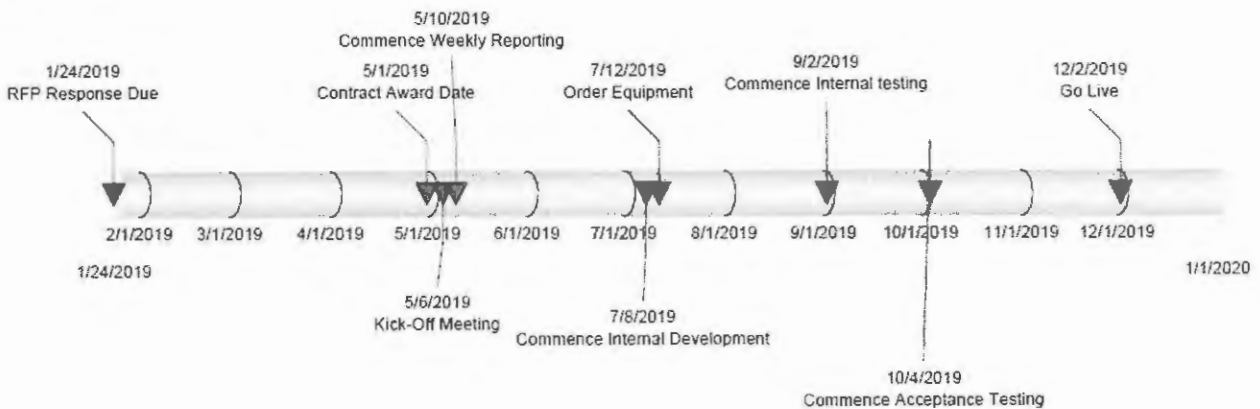 5/10/2019
Commence Weekly Reporting
1/24/2019
RFP Response Due
5/1/2019
Contract Award Date
7/12/2019
Order Equipment
9/2/2019
Commence Internal testing
12/2/2019
Go Live
2/1/2019
3/1/2019
4/1/2019
5/1/2019
6/1/2019
7/1/2019
8/1/2019
9/1/2019
10/1/2019
11/1/2019
12/1/2019
1/24/2019
1/1/2020
5/6/2019
Kick-Off Meeting
7/8/2019
Commence Internal Development
10/4/2019
Commence Acceptance Testing